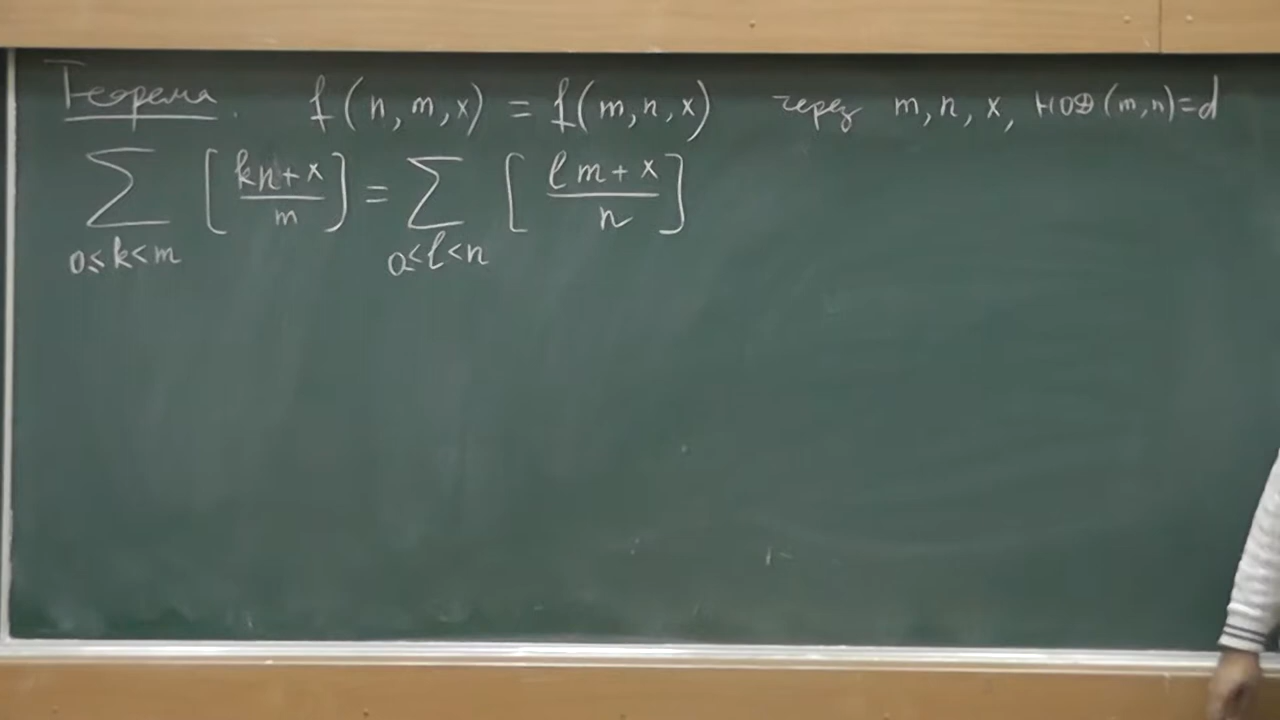 Теорема. f(n, m, x) = f(m, n, x) через m, n, x, НОД(m, n)=d
∑ [ (kn+x)/m ] = ∑ [ (lm+x)/n ]
0≤k<m 0≤l<n